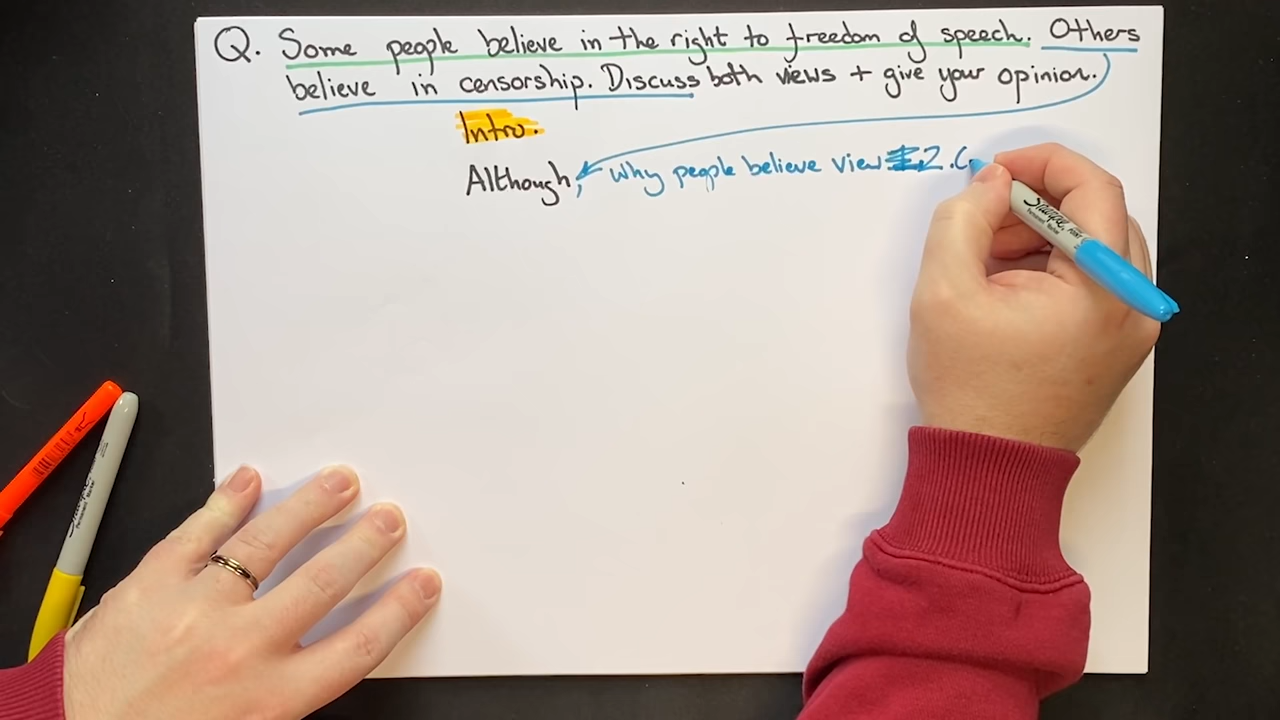 Q. Some people believe in the right to freedom of speech. Others
believe in censorship. Discuss both views + give your opinion.
Intro.
Although, why people believe view 2. (
Sharpie